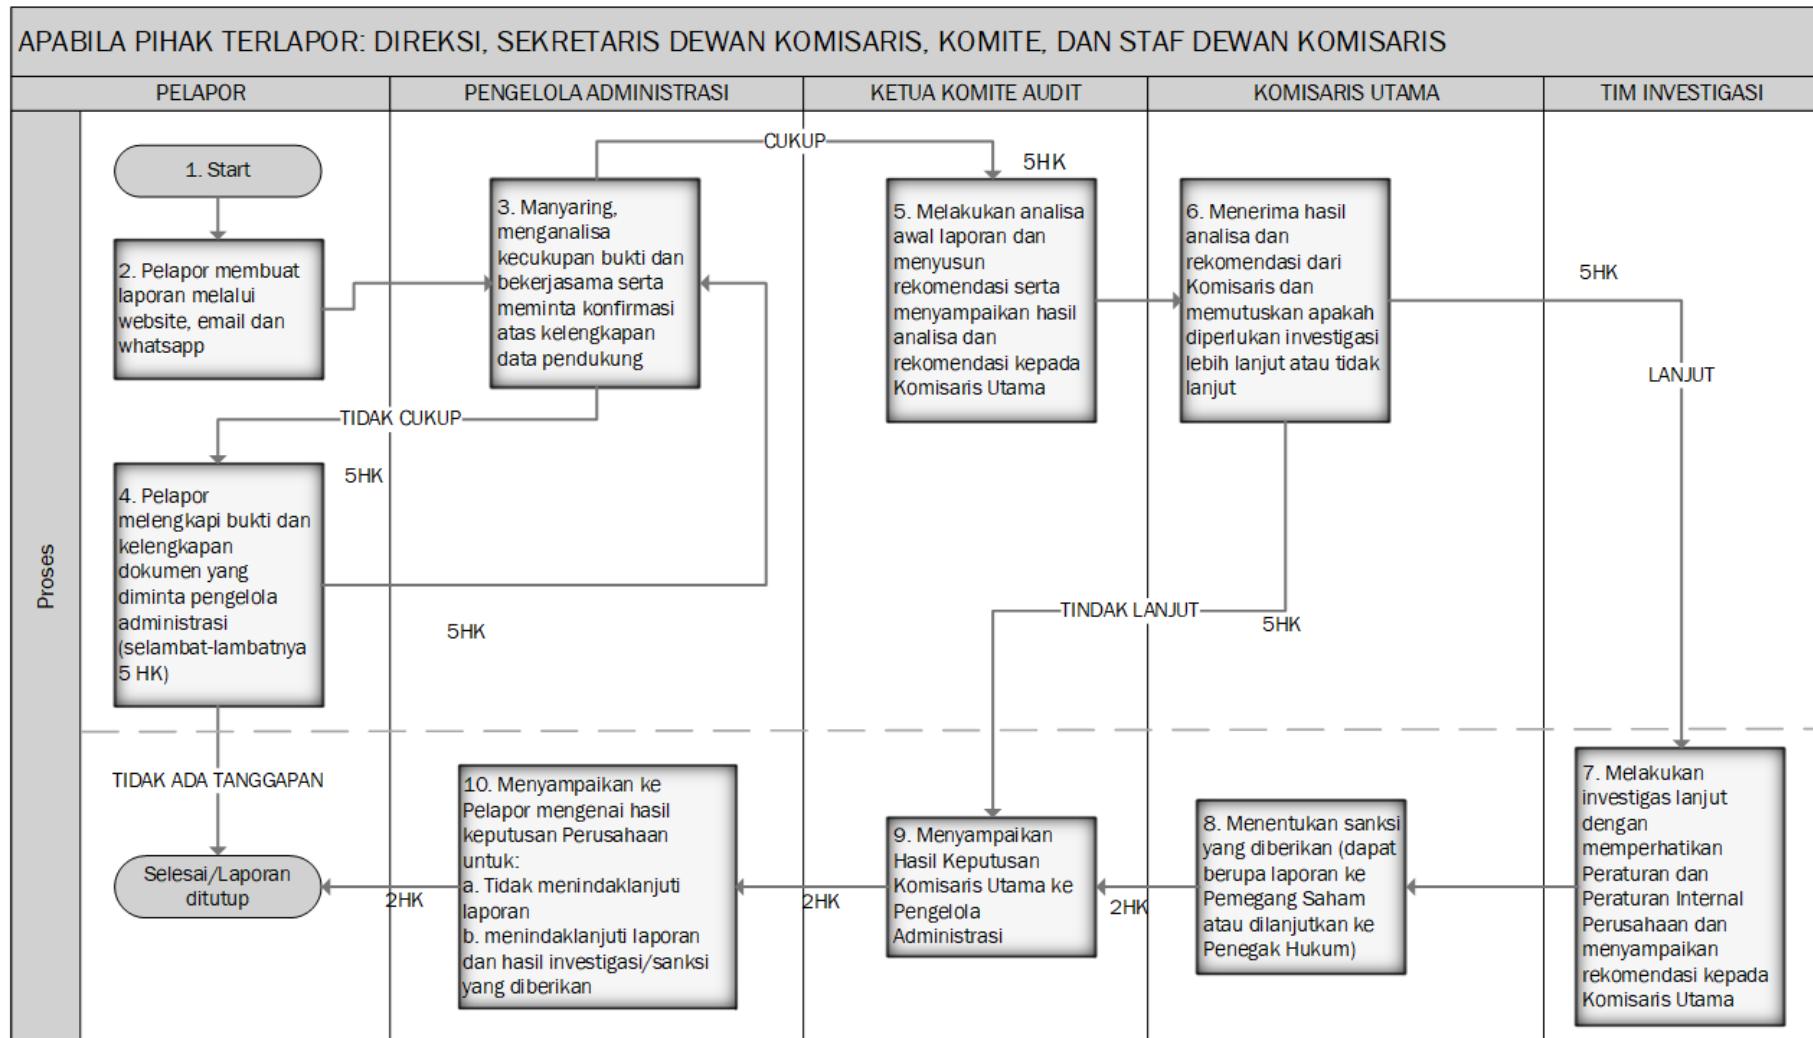 APABILA PIHAK TERLAPOR: DIREKSI, SEKRETARIS DEWAN KOMISARIS, KOMITE, DAN STAF DEWAN KOMISARIS
PELAPOR
PENGELOLA ADMINISTRASI
KETUA KOMITE AUDIT
KOMISARIS UTAMA
TIM INVESTIGASI
Proses
1. Start
2. Pelapor membuat
laporan melalui
website, email dan
whatsapp
3. Manyaring,
menganalisa
kecukupan bukti dan
bekerjasama serta
meminta konfirmasi
atas kelengkapan
data pendukung
CUKUP
5HK
TIDAK CUKUP
5HK
4. Pelapor
melengkapi bukti dan
kelengkapan
dokumen yang
diminta pengelola
administrasi
(selambat-lambatnya
5 HK)
5HK
5. Melakukan analisa
awal laporan dan
menyusun
rekomendasi serta
menyampaikan hasil
analisa dan
rekomendasi kepada
Komisaris Utama
6. Menerima hasil
analisa dan
rekomendasi dari
Komisaris dan
memutuskan apakah
diperlukan investigasi
lebih lanjut atau tidak
lanjut
5HK
LANJUT
TINDAK LANJUT
5HK
7. Melakukan
investigas lanjut
dengan
memperhatikan
Peraturan dan
Peraturan Internal
Perusahaan dan
menyampaikan
rekomendasi kepada
Komisaris Utama
8. Menentukan sanksi
yang diberikan (dapat
berupa laporan ke
Pemegang Saham
atau dilanjutkan ke
Penegak Hukum)
2HK
9. Menyampaikan
Hasil Keputusan
Komisaris Utama ke
Pengelola
Administrasi
2HK
10. Menyampaikan ke
Pelapor mengenai hasil
keputusan Perusahaan
untuk:
a. Tidak menindaklanjuti
laporan
b. menindaklanjuti laporan
dan hasil investigasi/sanksi
yang diberikan
2HK
TIDAK ADA TANGGAPAN
Selesai/Laporan
ditutup